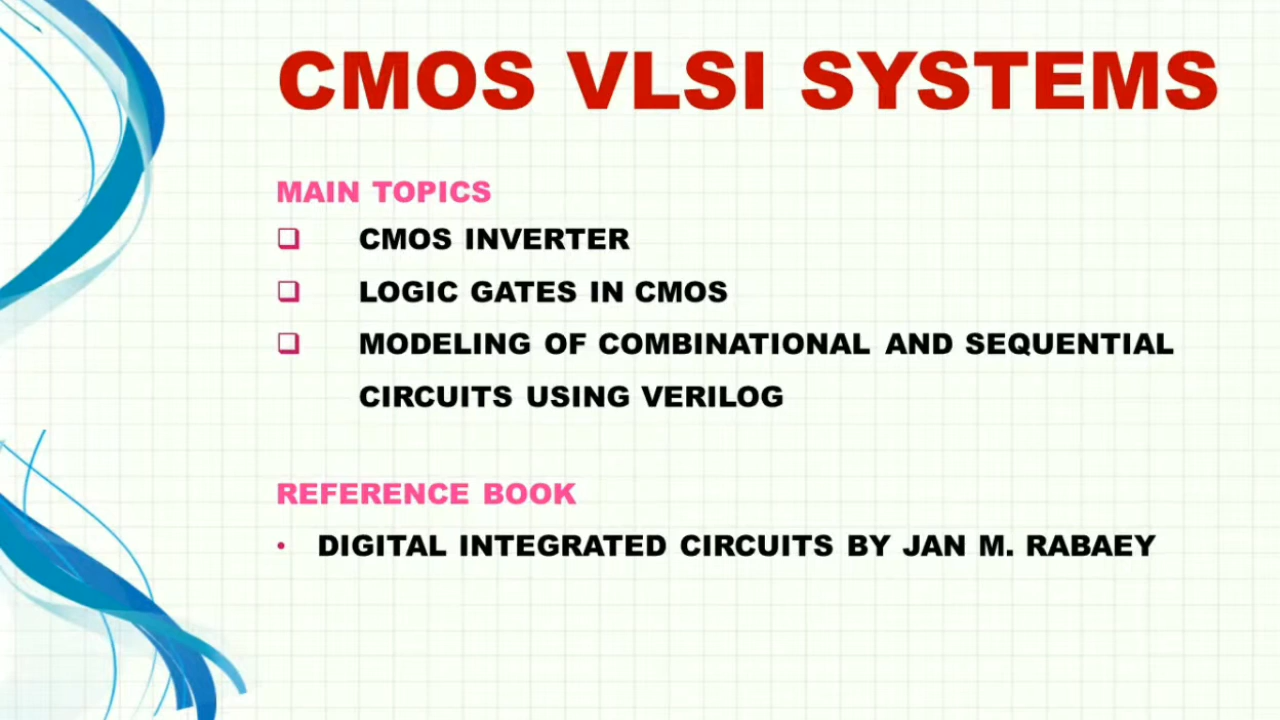 CMOS VLSI SYSTEMS
MAIN TOPICS
❑ CMOS INVERTER
❑ LOGIC GATES IN CMOS
❑ MODELING OF COMBINATIONAL AND SEQUENTIAL
CIRCUITS USING VERILOG
REFERENCE BOOK
• DIGITAL INTEGRATED CIRCUITS BY JAN M. RABAEY